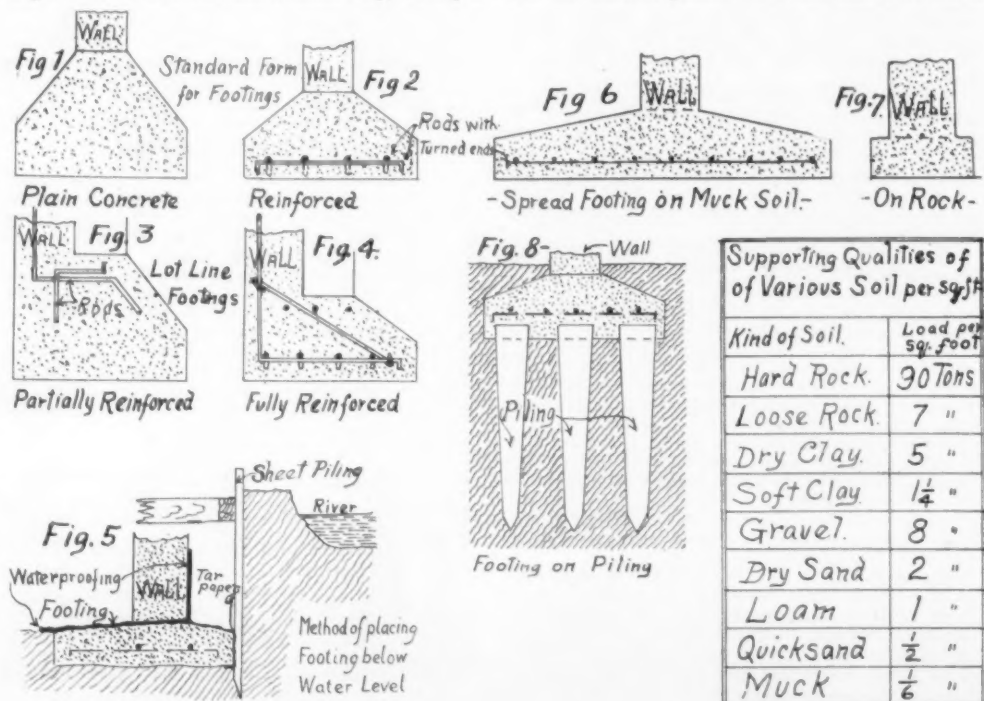 WALL
Fig 1
Standard Form
for Footings
WALL
Fig 2
Rods with
Turned ends
Plain Concrete
Reinforced
Fig 6
WALL
-Spread Footing on Muck Soil.-
Fig. 7
WALL
-On Rock-
WALL
Fig. 3
Rods
Lot Line
Footings
Partially Reinforced
WALL
Fig. 4.
Fully Reinforced
Sheet Piling
River
Fig. 5
Waterproofing
WALL
Tar
paper
Footing
Method of placing
Footing below
Water Level
Fig. 8-
Wall
Piling
Footing on Piling
Supporting Qualities of
of Various Soil per sq ft
Kind of Soil. Load per
sq. foot
Hard Rock. 90 Tons
Loose Rock. 7 "
Dry Clay. 5 "
Soft Clay. 1 1/4 "
Gravel. 8 "
Dry Sand 2 "
Loam 1 "
Quicksand 1/2 "
Muck 1/6 "